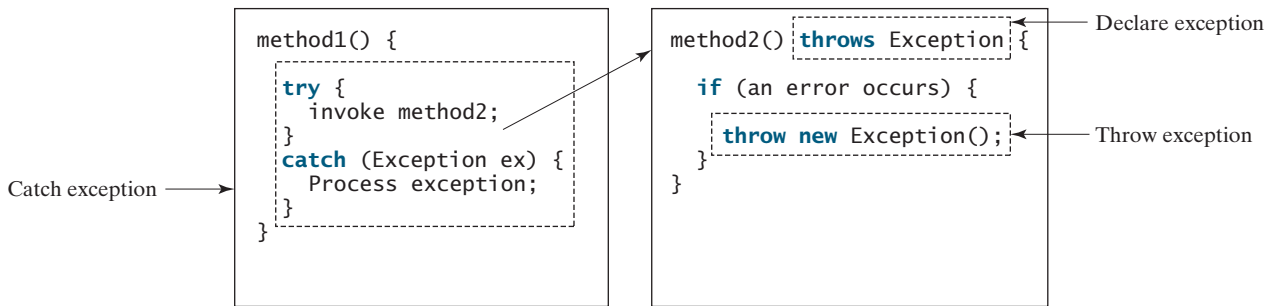 Catch exception
method1() {
try {
invoke method2;
}
catch (Exception ex) {
Process exception;
}
}
method2() throws Exception {
if (an error occurs) {
throw new Exception();
}
}
Declare exception
Throw exception